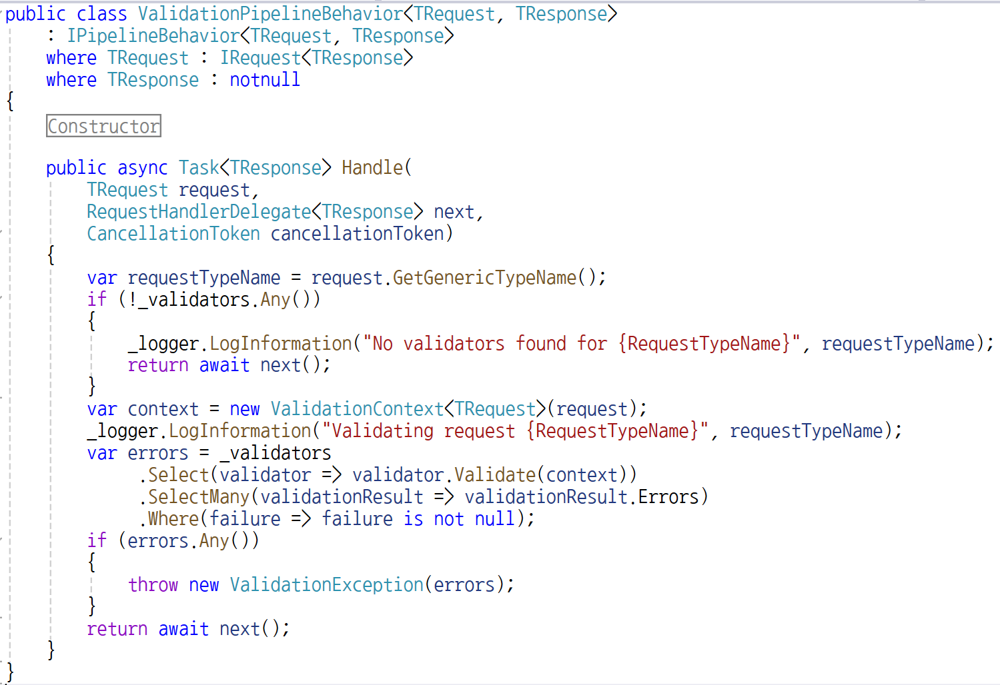 public class ValidationPipelineBehavior<TRequest, TResponse>
    : IPipelineBehavior<TRequest, TResponse>
    where TRequest : IRequest<TResponse>
    where TResponse : notnull
{
    Constructor

    public async Task<TResponse> Handle(
        TRequest request,
        RequestHandlerDelegate<TResponse> next,
        CancellationToken cancellationToken)
    {
        var requestTypeName = request.GetGenericTypeName();
        if (!_validators.Any())
        {
            _logger.LogInformation("No validators found for {RequestTypeName}", requestTypeName);
            return await next();
        }
        var context = new ValidationContext<TRequest>(request);
        _logger.LogInformation("Validating request {RequestTypeName}", requestTypeName);
        var errors = _validators
             .Select(validator => validator.Validate(context))
             .SelectMany(validationResult => validationResult.Errors)
             .Where(failure => failure is not null);
        if (errors.Any())
        {
            throw new ValidationException(errors);
        }
        return await next();
    }
}